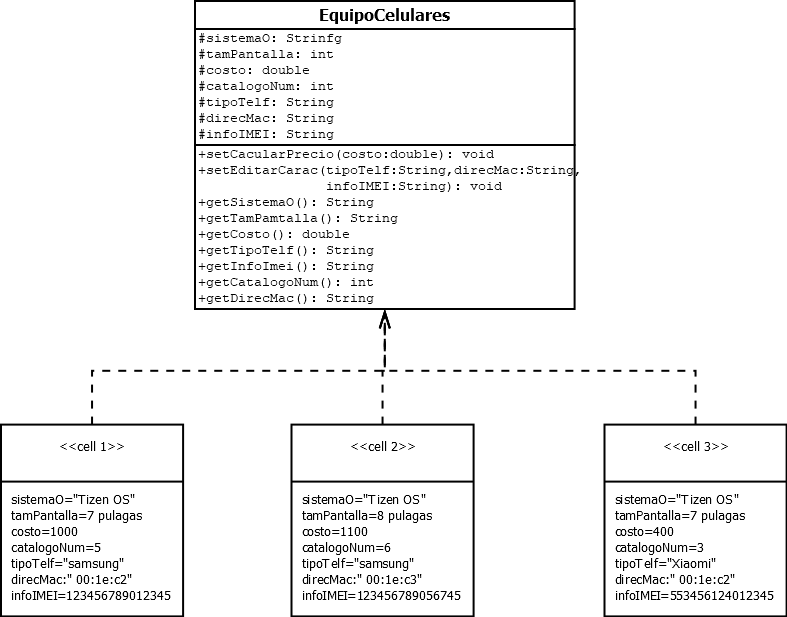 EquipoCelulares
#sistemaO: Strinfg
#tamPantalla: int
#costo: double
#catalogoNum: int
#tipoTelf: String
#direcMac: String
#infoIMEI: String
+setCacularPrecio(costo:double): void
+setEditarCarac(tipoTelf:String,direcMac:String,
infoIMEI:String): void
+getSistemaO(): String
+getTamPamtalla(): String
+getCosto(): double
+getTipoTelf(): String
+getInfoImei(): String
+getCatalogoNum(): int
+getDirecMac(): String
<<cell 1>>
sistemaO="Tizen OS"
tamPantalla=7 pulagas
costo=1000
catalogoNum=5
tipoTelf="samsung"
direcMac:" 00:1e:c2"
infoIMEI=123456789012345
<<cell 2>>
sistemaO="Tizen OS"
tamPantalla=8 pulagas
costo=1100
catalogoNum=6
tipoTelf="samsung"
direcMac:" 00:1e:c3"
infoIMEI=123456789056745
<<cell 3>>
sistemaO="Tizen OS"
tamPantalla=7 pulagas
costo=400
catalogoNum=3
tipoTelf="Xiaomi"
direcMac:" 00:1e:c2"
infoIMEI=553456124012345